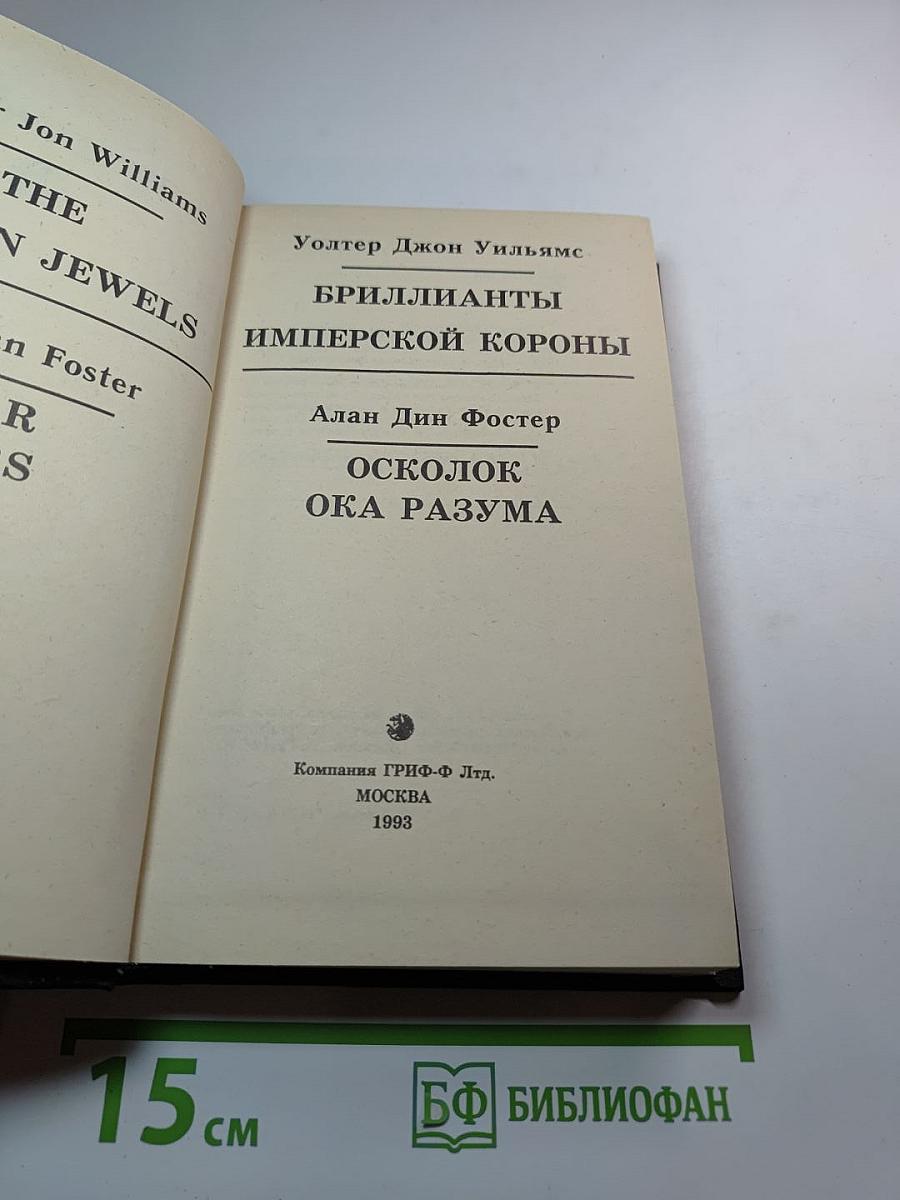 Jon Williams
THE
N JEWELS
an Foster
R
S
Уолтер Джон Уильямс
БРИЛЛИАНТЫ
ИМПЕРСКОЙ КОРОНЫ
Алан Дин Фостер
ОСКОЛОК
ОКА РАЗУМА
Компания ГРИФ-Ф Лтд.
МОСКВА
1993
15 см
БФ БИБЛИОФАН